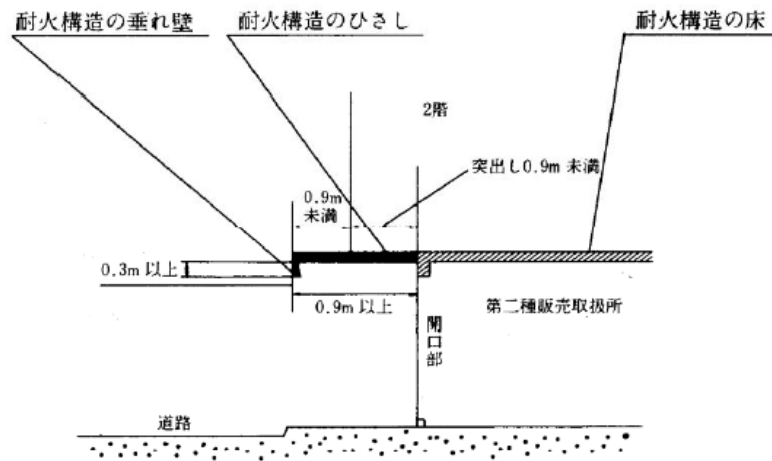 耐火構造の垂れ壁
耐火構造のひさし
耐火構造の床
2階
突出し0.9m 未満
0.9m
未満
0.3m 以上
0.9m 以上
第二種販売取扱所
開口部
道路